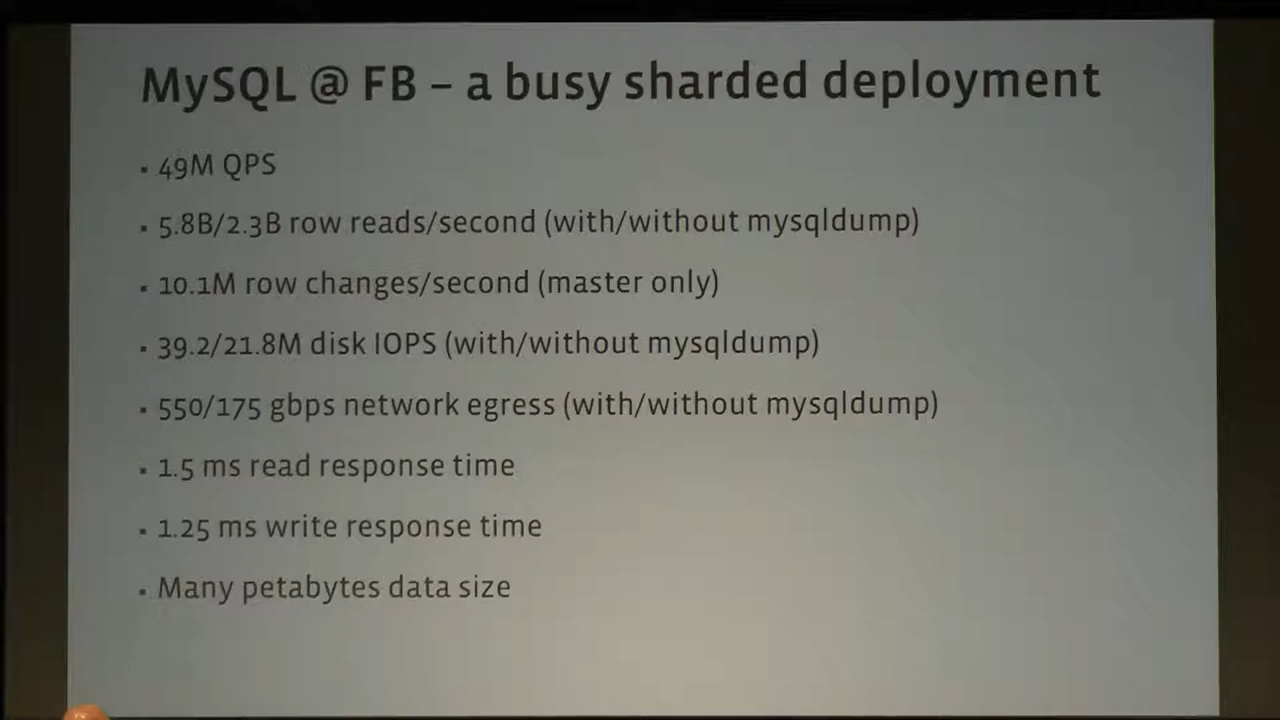 MySQL @ FB – a busy sharded deployment
▪ 49M QPS
▪ 5.8B/2.3B row reads/second (with/without mysqldump)
▪ 10.1M row changes/second (master only)
▪ 39.2/21.8M disk IOPS (with/without mysqldump)
▪ 550/175 gbps network egress (with/without mysqldump)
▪ 1.5 ms read response time
▪ 1.25 ms write response time
▪ Many petabytes data size